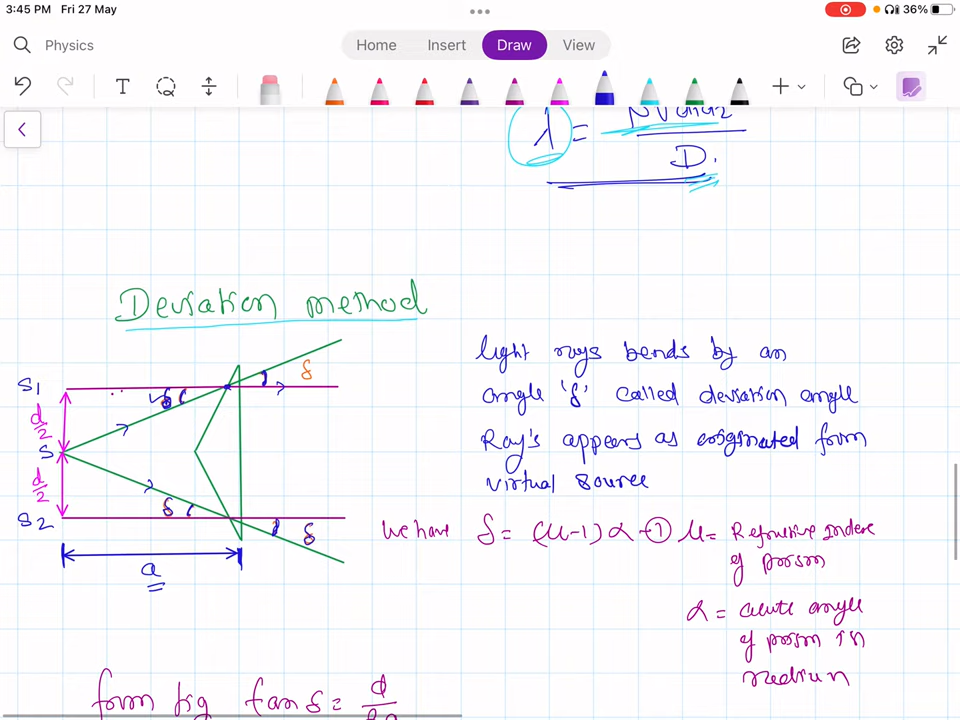 3:45 PM Fri 27 May
36%
Physics
Home Insert Draw View
λ =
D.
Deviation method
S1
δ
δ
d/2
S
d/2
δ
S2
δ
a
light rays bends by an
angle 'δ' called deviation angle
Ray's appears as originated form
virtual source
We have δ = (μ-1) α -① μ = Refractive index
of prism
α = acute angle
of prism in
medium
form fig tan δ = d